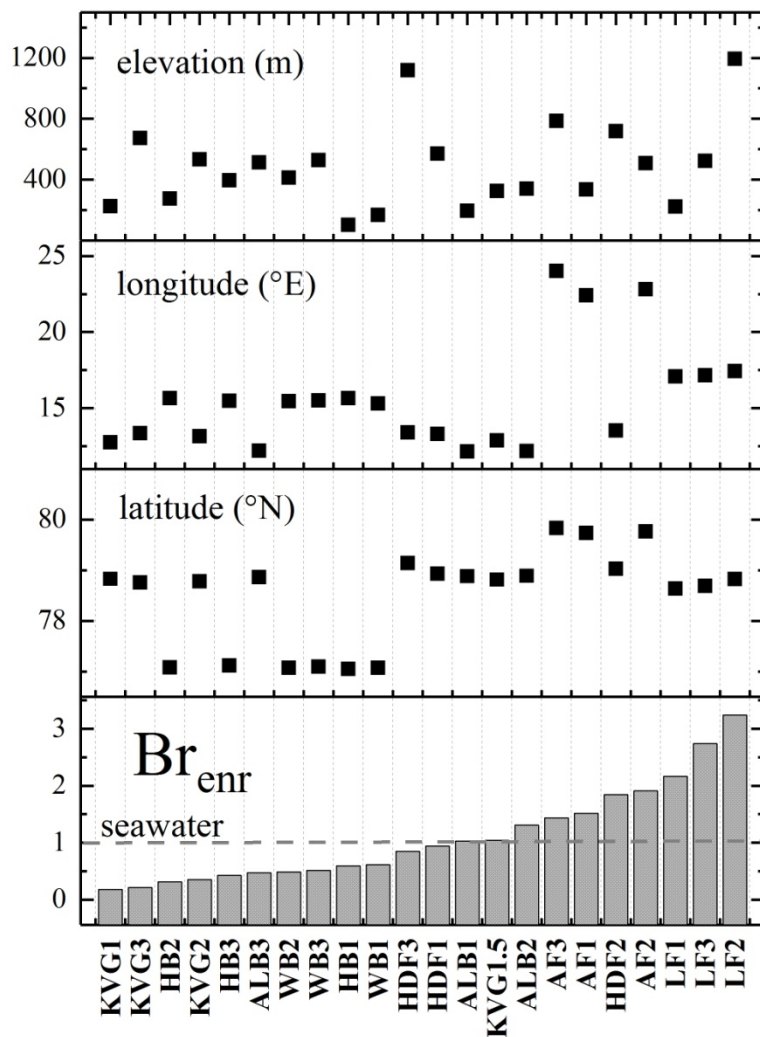 elevation (m)
1200
800
400
longitude (°E)
25
20
15
latitude (°N)
80
78
Br_enr
3
2
seawater
1
0
KVG1 KVG3 HB2 KVG2 HB3 ALB3 WB2 WB3 HB1 WB1 HDF3 HDF1 ALB1 KVG1.5 ALB2 AF3 AF1 HDF2 AF2 LF1 LF3 LF2